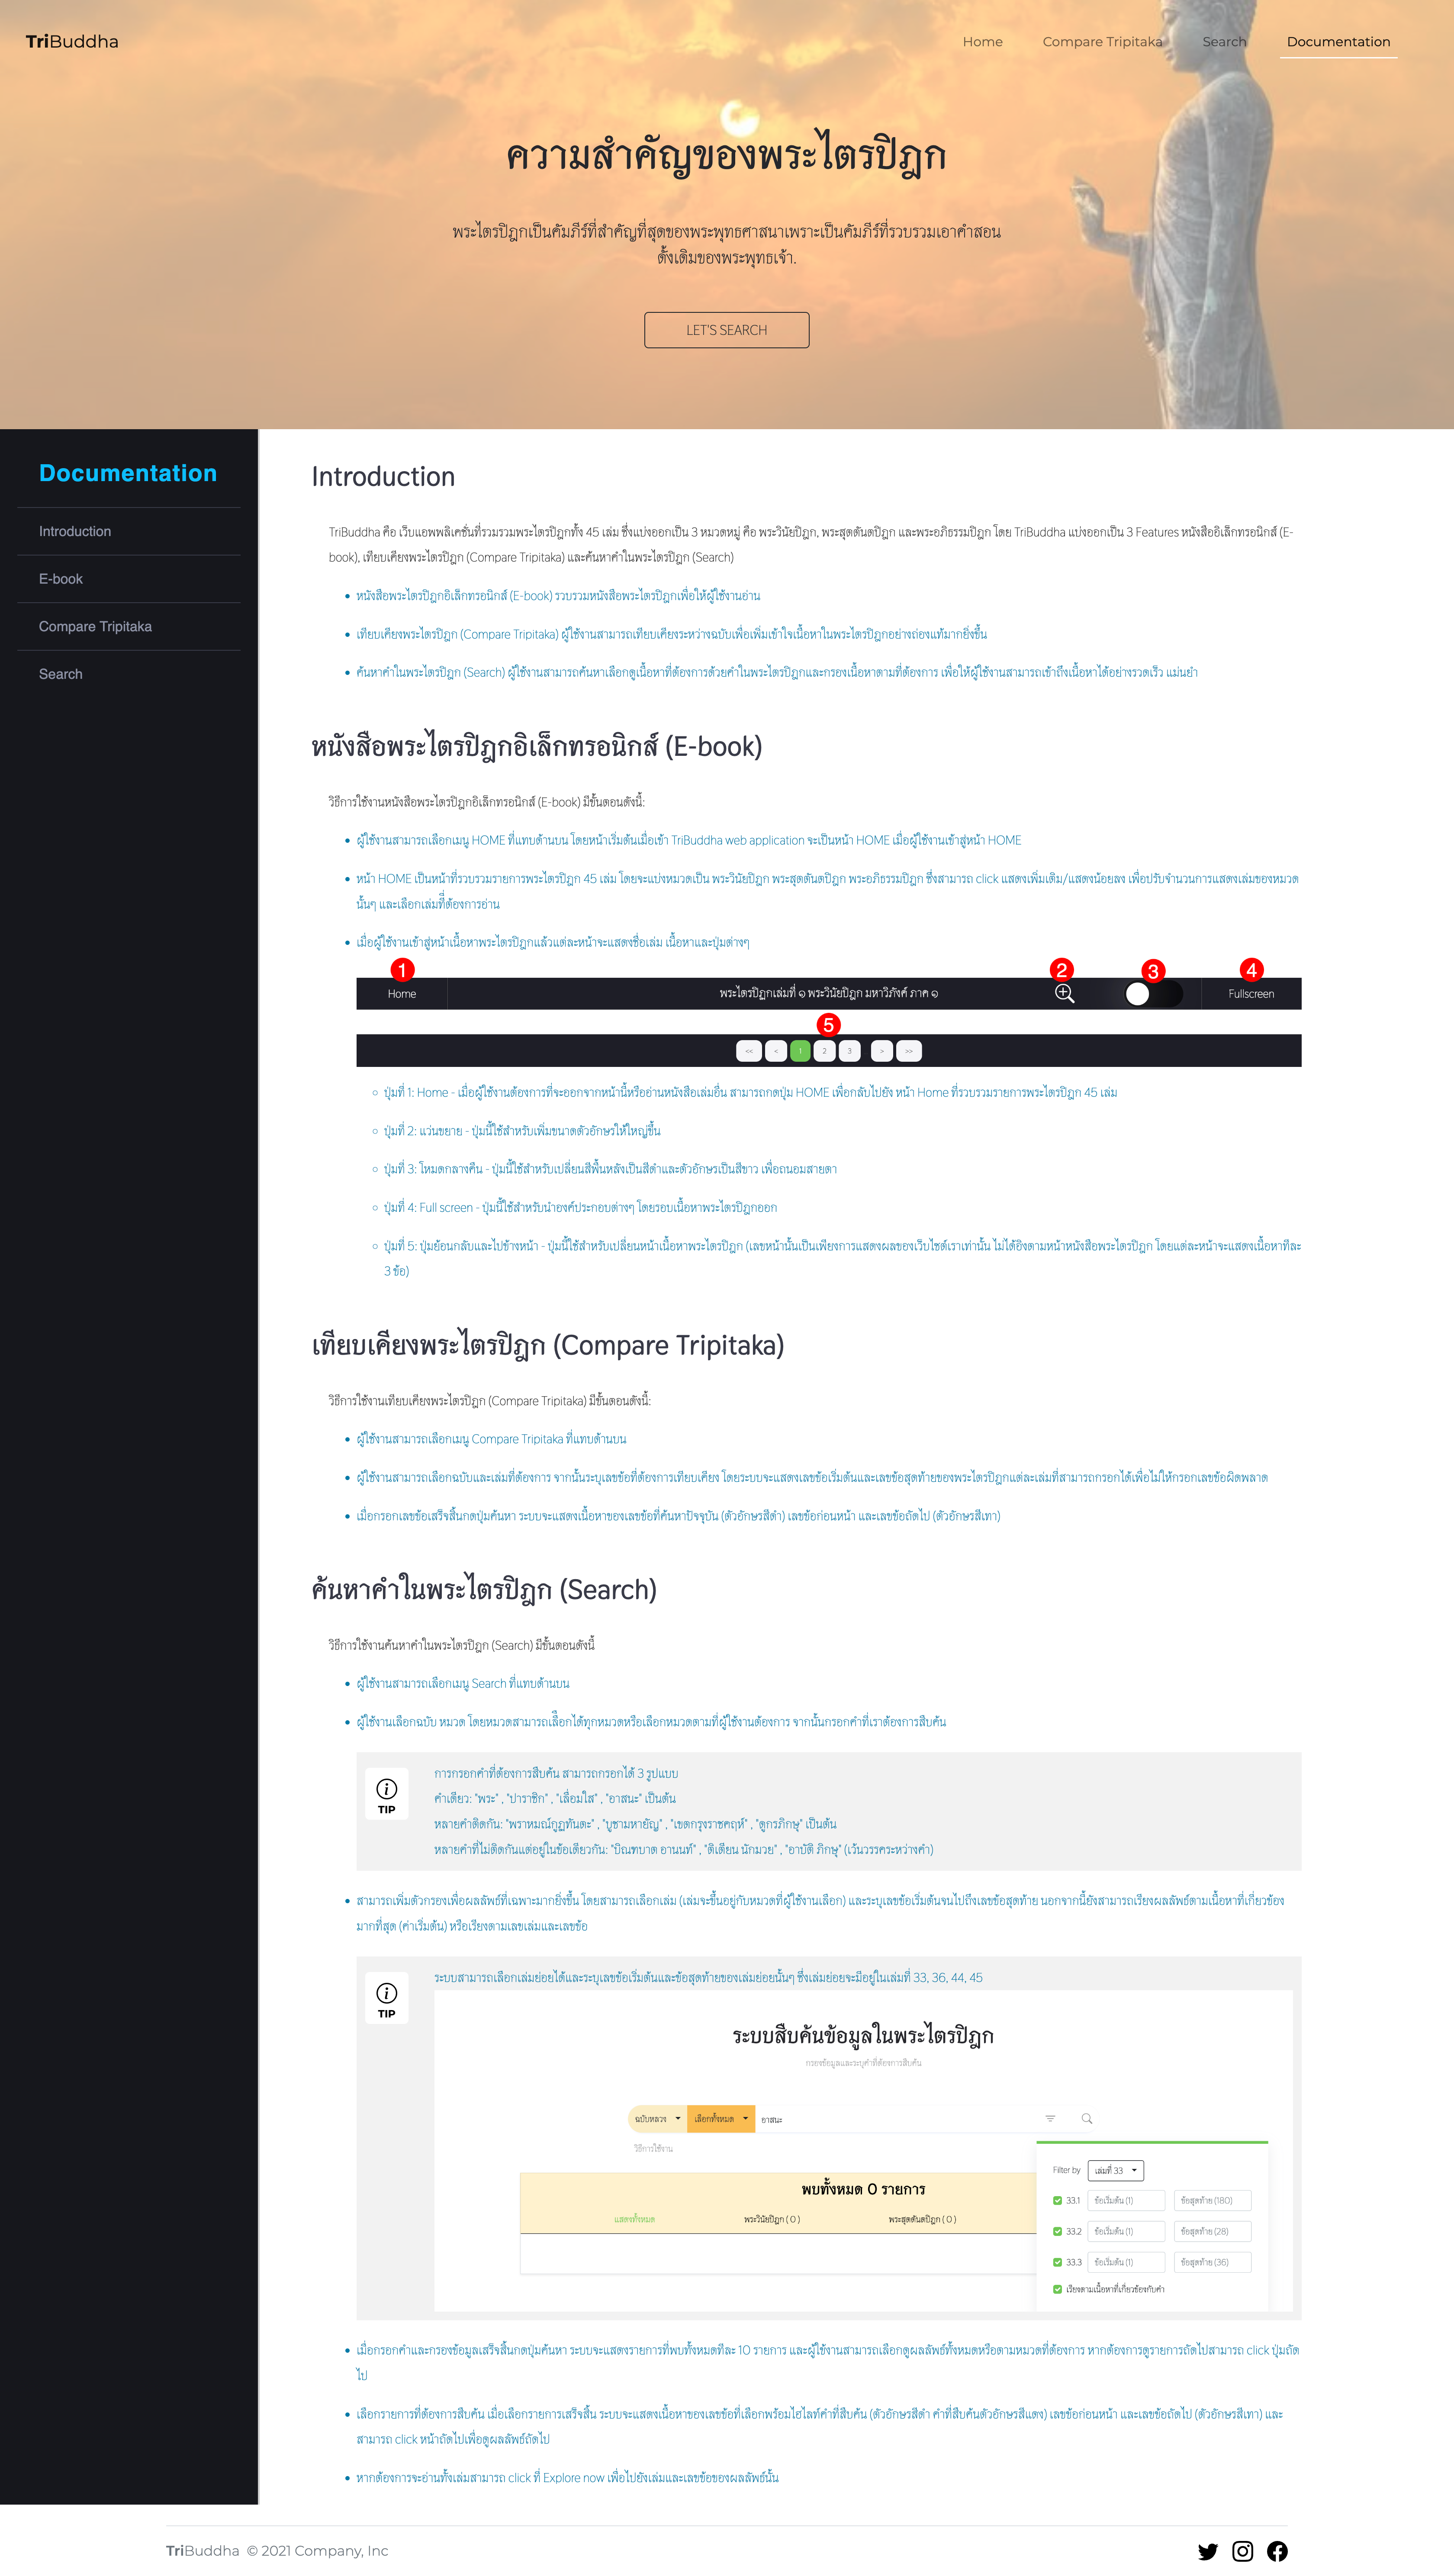 TriBuddha
Home
Compare Tripitaka
Search
Documentation
ความสำคัญของพระไตรปิฎก
พระไตรปิฎกเป็นคัมภีร์ที่สำคัญที่สุดของพระพุทธศาสนาเพราะเป็นคัมภีร์ที่รวบรวมเอาคำสอน
ดั้งเดิมของพระพุทธเจ้า.
LET'S SEARCH
Documentation
Introduction
E-book
Compare Tripitaka
Search
Introduction
TriBuddha คือ เว็บแอพพลิเคชั่นที่รวมรวมพระไตรปิฎกทั้ง 45 เล่ม ซึ่งแบ่งออกเป็น 3 หมวดหมู่ คือ พระวินัยปิฎก, พระสุตตันตปิฎก และพระอภิธรรมปิฎก โดย TriBuddha แบ่งออกเป็น 3 Features หนังสืออิเล็กทรอนิกส์ (E-
book), เทียบเคียงพระไตรปิฎก (Compare Tripitaka) และค้นหาคำในพระไตรปิฎก (Search)
หนังสือพระไตรปิฎกอิเล็กทรอนิกส์ (E-book) รวบรวมหนังสือพระไตรปิฎกเพื่อให้ผู้ใช้งานอ่าน
เทียบเคียงพระไตรปิฎก (Compare Tripitaka) ผู้ใช้งานสามารถเทียบเคียงระหว่างฉบับเพื่อเพิ่มเข้าใจเนื้อหาในพระไตรปิฎกอย่างถ่องแท้มากยิ่งขึ้น
ค้นหาคำในพระไตรปิฎก (Search) ผู้ใช้งานสามารถค้นหาเลือกดูเนื้อหาที่ต้องการด้วยคำในพระไตรปิฎกและกรองเนื้อหาตามที่ต้องการ เพื่อให้ผู้ใช้งานสามารถเข้าถึงเนื้อหาได้อย่างรวดเร็ว แม่นยำ
หนังสือพระไตรปิฎกอิเล็กทรอนิกส์ (E-book)
วิธีการใช้งานหนังสือพระไตรปิฎกอิเล็กทรอนิกส์ (E-book) มีขั้นตอนดังนี้:
ผู้ใช้งานสามารถเลือกเมนู HOME ที่แทบด้านบน โดยหน้าเริ่มต้นเมื่อเข้า TriBuddha web application จะเป็นหน้า HOME เมื่อผู้ใช้งานเข้าสู่หน้า HOME
หน้า HOME เป็นหน้าที่รวบรวมรายการพระไตรปิฎก 45 เล่ม โดยจะแบ่งหมวดเป็น พระวินัยปิฎก พระสุตตันตปิฎก พระอภิธรรมปิฎก ซึ่งสามารถ click แสดงเพิ่มเติม/แสดงน้อยลง เพื่อปรับจำนวนการแสดงเล่มของหมวด
นั้นๆ และเลือกเล่มที่ต้องการอ่าน
เมื่อผู้ใช้งานเข้าสู่หน้าเนื้อหาพระไตรปิฎกแล้วแต่ละหน้าจะแสดงชื่อเล่ม เนื้อหาและปุ่มต่างๆ
1
2
3
4
Home
พระไตรปิฎกเล่มที่ ๑ พระวินัยปิฎก มหาวิภังค์ ภาค ๑
Fullscreen
5
<< < 1 2 3 > >>
ปุ่มที่ 1: Home - เมื่อผู้ใช้งานต้องการที่จะออกจากหน้านี้หรืออ่านหนังสือเล่มอื่น สามารถกดปุ่ม HOME เพื่อกลับไปยัง หน้า Home ที่รวบรวมรายการพระไตรปิฎก 45 เล่ม
ปุ่มที่ 2: แว่นขยาย - ปุ่มนี้ใช้สำหรับเพิ่มขนาดตัวอักษรให้ใหญ่ขึ้น
ปุ่มที่ 3: โหมดกลางคืน - ปุ่มนี้ใช้สำหรับเปลี่ยนสีพื้นหลังเป็นสีดำและตัวอักษรเป็นสีขาว เพื่อถนอมสายตา
ปุ่มที่ 4: Full screen - ปุ่มนี้ใช้สำหรับนำองค์ประกอบต่างๆ โดยรอบเนื้อหาพระไตรปิฎกออก
ปุ่มที่ 5: ปุ่มย้อนกลับและไปข้างหน้า - ปุ่มนี้ใช้สำหรับเปลี่ยนหน้าเนื้อหาพระไตรปิฎก (เลขหน้านั้นเป็นเพียงการแสดงผลของเว็บไซต์เราเท่านั้น ไม่ได้อิงตามหน้าหนังสือพระไตรปิฎก โดยแต่ละหน้าจะแสดงเนื้อหาทีละ
3 ข้อ)
เทียบเคียงพระไตรปิฎก (Compare Tripitaka)
วิธีการใช้งานเทียบเคียงพระไตรปิฎก (Compare Tripitaka) มีขั้นตอนดังนี้:
ผู้ใช้งานสามารถเลือกเมนู Compare Tripitaka ที่แทบด้านบน
ผู้ใช้งานสามารถเลือกฉบับและเล่มที่ต้องการ จากนั้นระบุเลขข้อที่ต้องการเทียบเคียง โดยระบบจะแสดงเลขข้อเริ่มต้นและเลขข้อสุดท้ายของพระไตรปิฎกแต่ละเล่มที่สามารถกรอกได้เพื่อไม่ให้กรอกเลขข้อผิดพลาด
เมื่อกรอกเลขข้อเสร็จสิ้นกดปุ่มค้นหา ระบบจะแสดงเนื้อหาของเลขข้อที่ค้นหาปัจจุบัน (ตัวอักษรสีดำ) เลขข้อก่อนหน้า และเลขข้อถัดไป (ตัวอักษรสีเทา)
ค้นหาคำในพระไตรปิฎก (Search)
วิธีการใช้งานค้นหาคำในพระไตรปิฎก (Search) มีขั้นตอนดังนี้
ผู้ใช้งานสามารถเลือกเมนู Search ที่แทบด้านบน
ผู้ใช้งานเลือกฉบับ หมวด โดยหมวดสามารถเลือกได้ทุกหมวดหรือเลือกหมวดตามที่ผู้ใช้งานต้องการ จากนั้นกรอกคำที่เราต้องการสืบค้น
TIP
การกรอกคำที่ต้องการสืบค้น สามารถกรอกได้ 3 รูปแบบ
คำเดียว: "พระ" , "ปาราชิก" , "เลื่อมใส" , "อาสนะ" เป็นต้น
หลายคำติดกัน: "พราหมณ์กูฏทันตะ" , "บูชามหายัญ" , "เขตกรุงราชคฤห์" , "ดูกรภิกษุ" เป็นต้น
หลายคำที่ไม่ติดกันแต่อยู่ในข้อเดียวกัน: "บิณฑบาต อานนท์" , "ติเตียน นักมวย" , "อาบัติ ภิกษุ" (เว้นวรรคระหว่างคำ)
สามารถเพิ่มตัวกรองเพื่อผลลัพธ์ที่เฉพาะมากยิ่งขึ้น โดยสามารถเลือกเล่ม (เล่มจะขึ้นอยู่กับหมวดที่ผู้ใช้งานเลือก) และระบุเลขข้อเริ่มต้นจนไปถึงเลขข้อสุดท้าย นอกจากนี้ยังสามารถเรียงผลลัพธ์ตามเนื้อหาที่เกี่ยวข้อง
มากที่สุด (ค่าเริ่มต้น) หรือเรียงตามเลขเล่มและเลขข้อ
TIP
ระบบสามารถเลือกเล่มย่อยได้และระบุเลขข้อเริ่มต้นและข้อสุดท้ายของเล่มย่อยนั้นๆ ซึ่งเล่มย่อยจะมีอยู่ในเล่มที่ 33, 36, 44, 45
ระบบสืบค้นข้อมูลในพระไตรปิฎก
กรองข้อมูลและระบุคำที่ต้องการสืบค้น
ฉบับหลวง
เลือกทั้งหมด
อาสนะ
วิธีการใช้งาน
พบทั้งหมด 0 รายการ
แสดงทั้งหมด
พระวินัยปิฎก ( 0 )
พระสุตตันตปิฎก ( 0 )
Filter by เล่มที่ 33
33.1 ข้อเริ่มต้น (1) ข้อสุดท้าย (180)
33.2 ข้อเริ่มต้น (1) ข้อสุดท้าย (28)
33.3 ข้อเริ่มต้น (1) ข้อสุดท้าย (36)
เรียงตามเนื้อหาที่เกี่ยวข้องกับคำ
เมื่อกรอกคำและกรองข้อมูลเสร็จสิ้นกดปุ่มค้นหา ระบบจะแสดงรายการที่พบทั้งหมดทีละ 10 รายการ และผู้ใช้งานสามารถเลือกดูผลลัพธ์ทั้งหมดหรือตามหมวดที่ต้องการ หากต้องการดูรายการถัดไปสามารถ click ปุ่มถัด
ไป
เลือกรายการที่ต้องการสืบค้น เมื่อเลือกรายการเสร็จสิ้น ระบบจะแสดงเนื้อหาของเลขข้อที่เลือกพร้อมไฮไลท์คำที่สืบค้น (ตัวอักษรสีดำ คำที่สืบค้นตัวอักษรสีแดง) เลขข้อก่อนหน้า และเลขข้อถัดไป (ตัวอักษรสีเทา) และ
สามารถ click หน้าถัดไปเพื่อดูผลลัพธ์ถัดไป
หากต้องการจะอ่านทั้งเล่มสามารถ click ที่ Explore now เพื่อไปยังเล่มและเลขข้อของผลลัพธ์นั้น
TriBuddha © 2021 Company, Inc